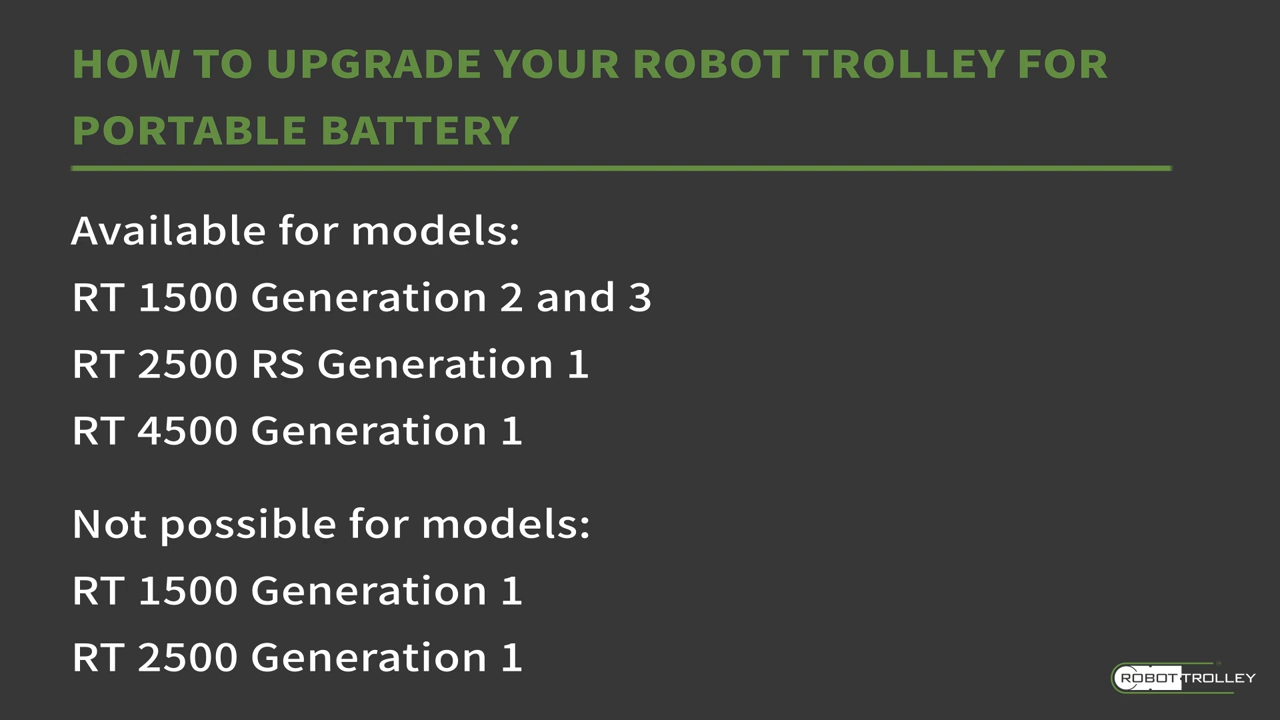 HOW TO UPGRADE YOUR ROBOT TROLLEY FOR
PORTABLE BATTERY
Available for models:
RT 1500 Generation 2 and 3
RT 2500 RS Generation 1
RT 4500 Generation 1
Not possible for models:
RT 1500 Generation 1
RT 2500 Generation 1
ROBOT TROLLEY